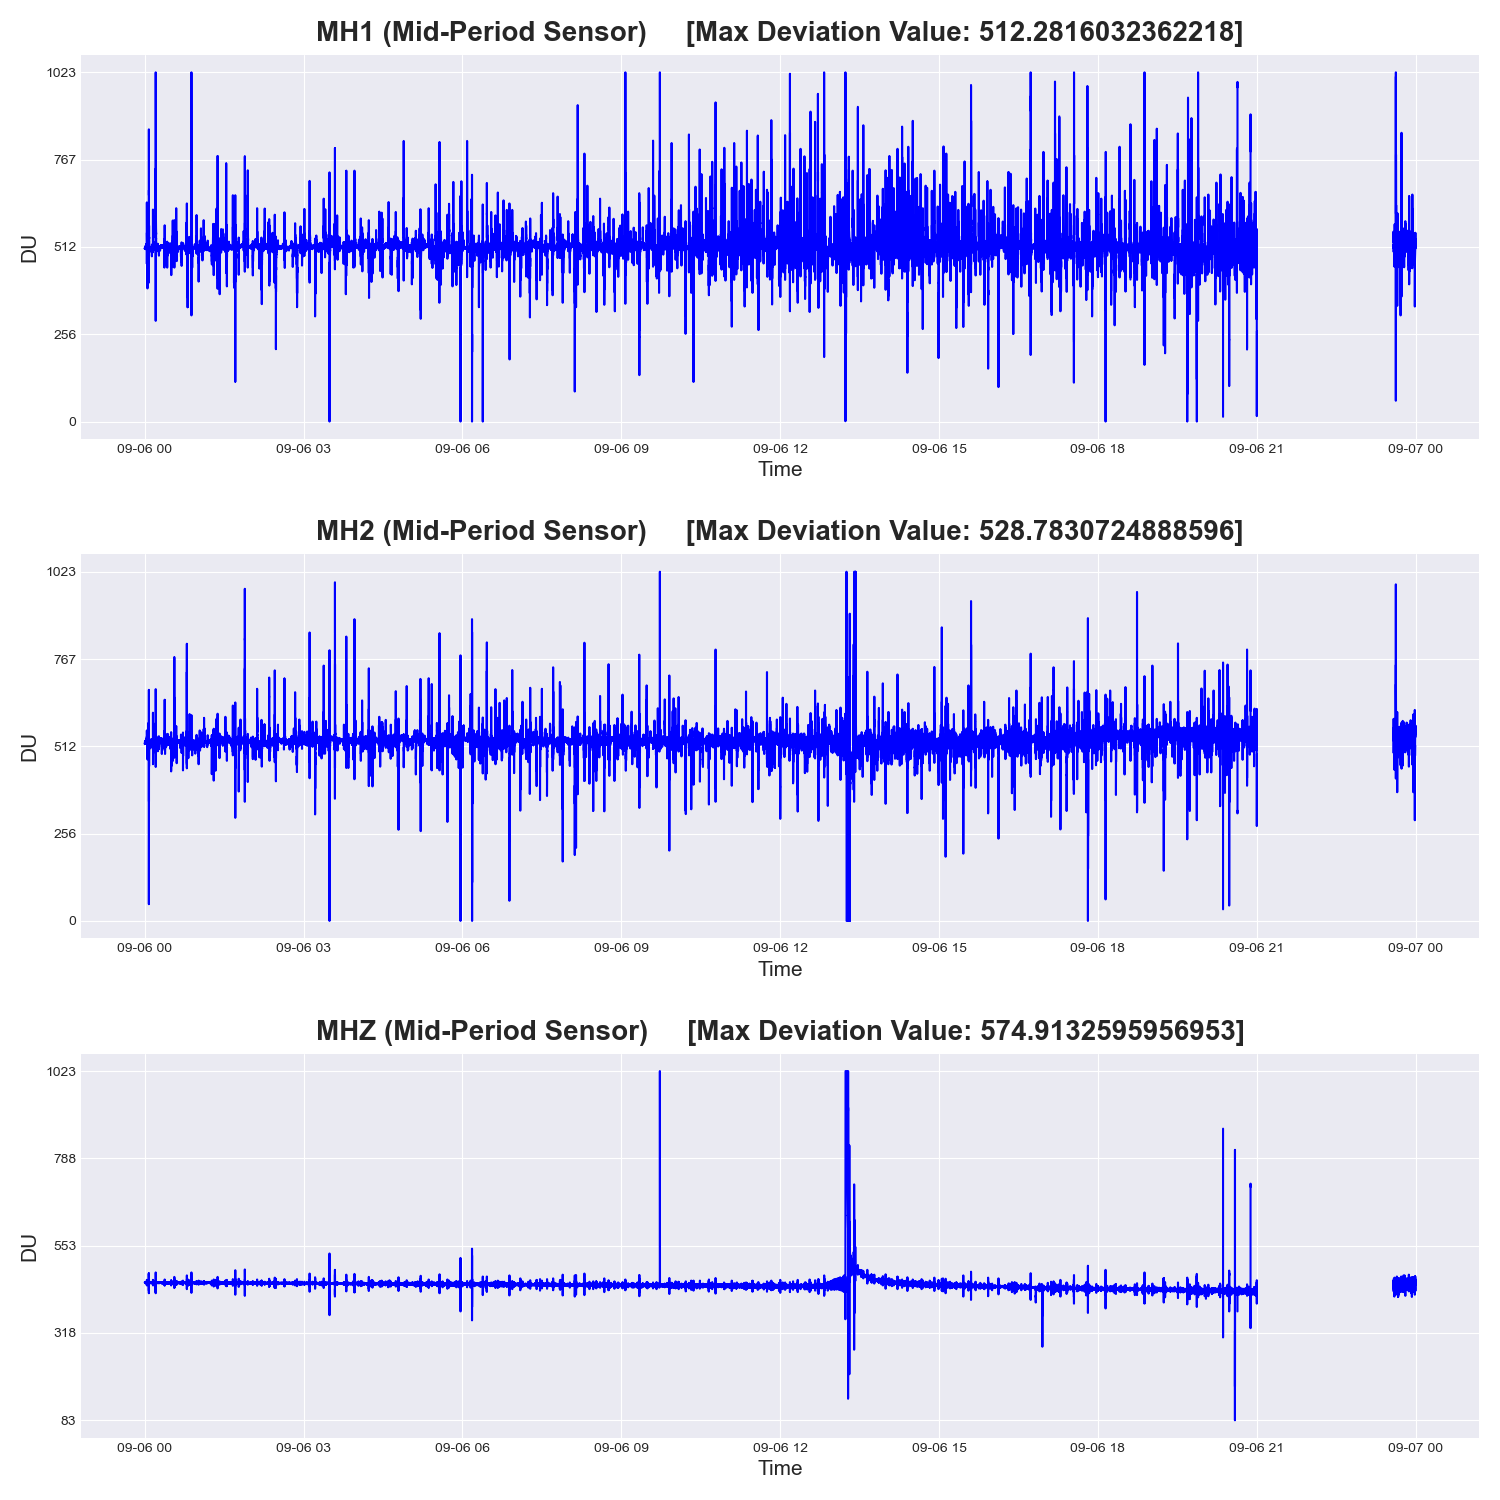 MH1 (Mid-Period Sensor) [Max Deviation Value: 512.2816032362218]
1023
767
512
256
0
DU
09-06 00 09-06 03 09-06 06 09-06 09 09-06 12 09-06 15 09-06 18 09-06 21 09-07 00
Time
MH2 (Mid-Period Sensor) [Max Deviation Value: 528.7830724888596]
1023
767
512
256
0
DU
09-06 00 09-06 03 09-06 06 09-06 09 09-06 12 09-06 15 09-06 18 09-06 21 09-07 00
Time
MHZ (Mid-Period Sensor) [Max Deviation Value: 574.9132595956953]
1023
788
553
318
83
DU
09-06 00 09-06 03 09-06 06 09-06 09 09-06 12 09-06 15 09-06 18 09-06 21 09-07 00
Time